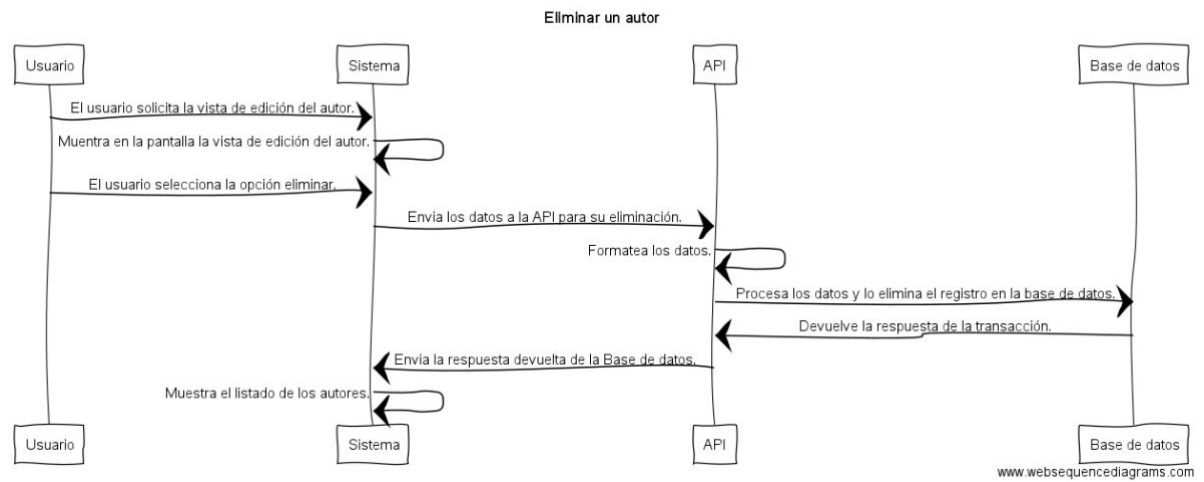 Eliminar un autor
Usuario
Sistema
API
Base de datos
El usuario solicita la vista de edición del autor.
Muentra en la pantalla la vista de edición del autor.
El usuario selecciona la opción eliminar.
Envia los datos a la API para su eliminación.
Formatea los datos.
Procesa los datos y lo elimina el registro en la base de datos.
Devuelve la respuesta de la transacción.
Envia la respuesta devuelta de la Base de datos.
Muestra el listado de los autores.
Usuario
Sistema
API
Base de datos
www.websequencediagrams.com